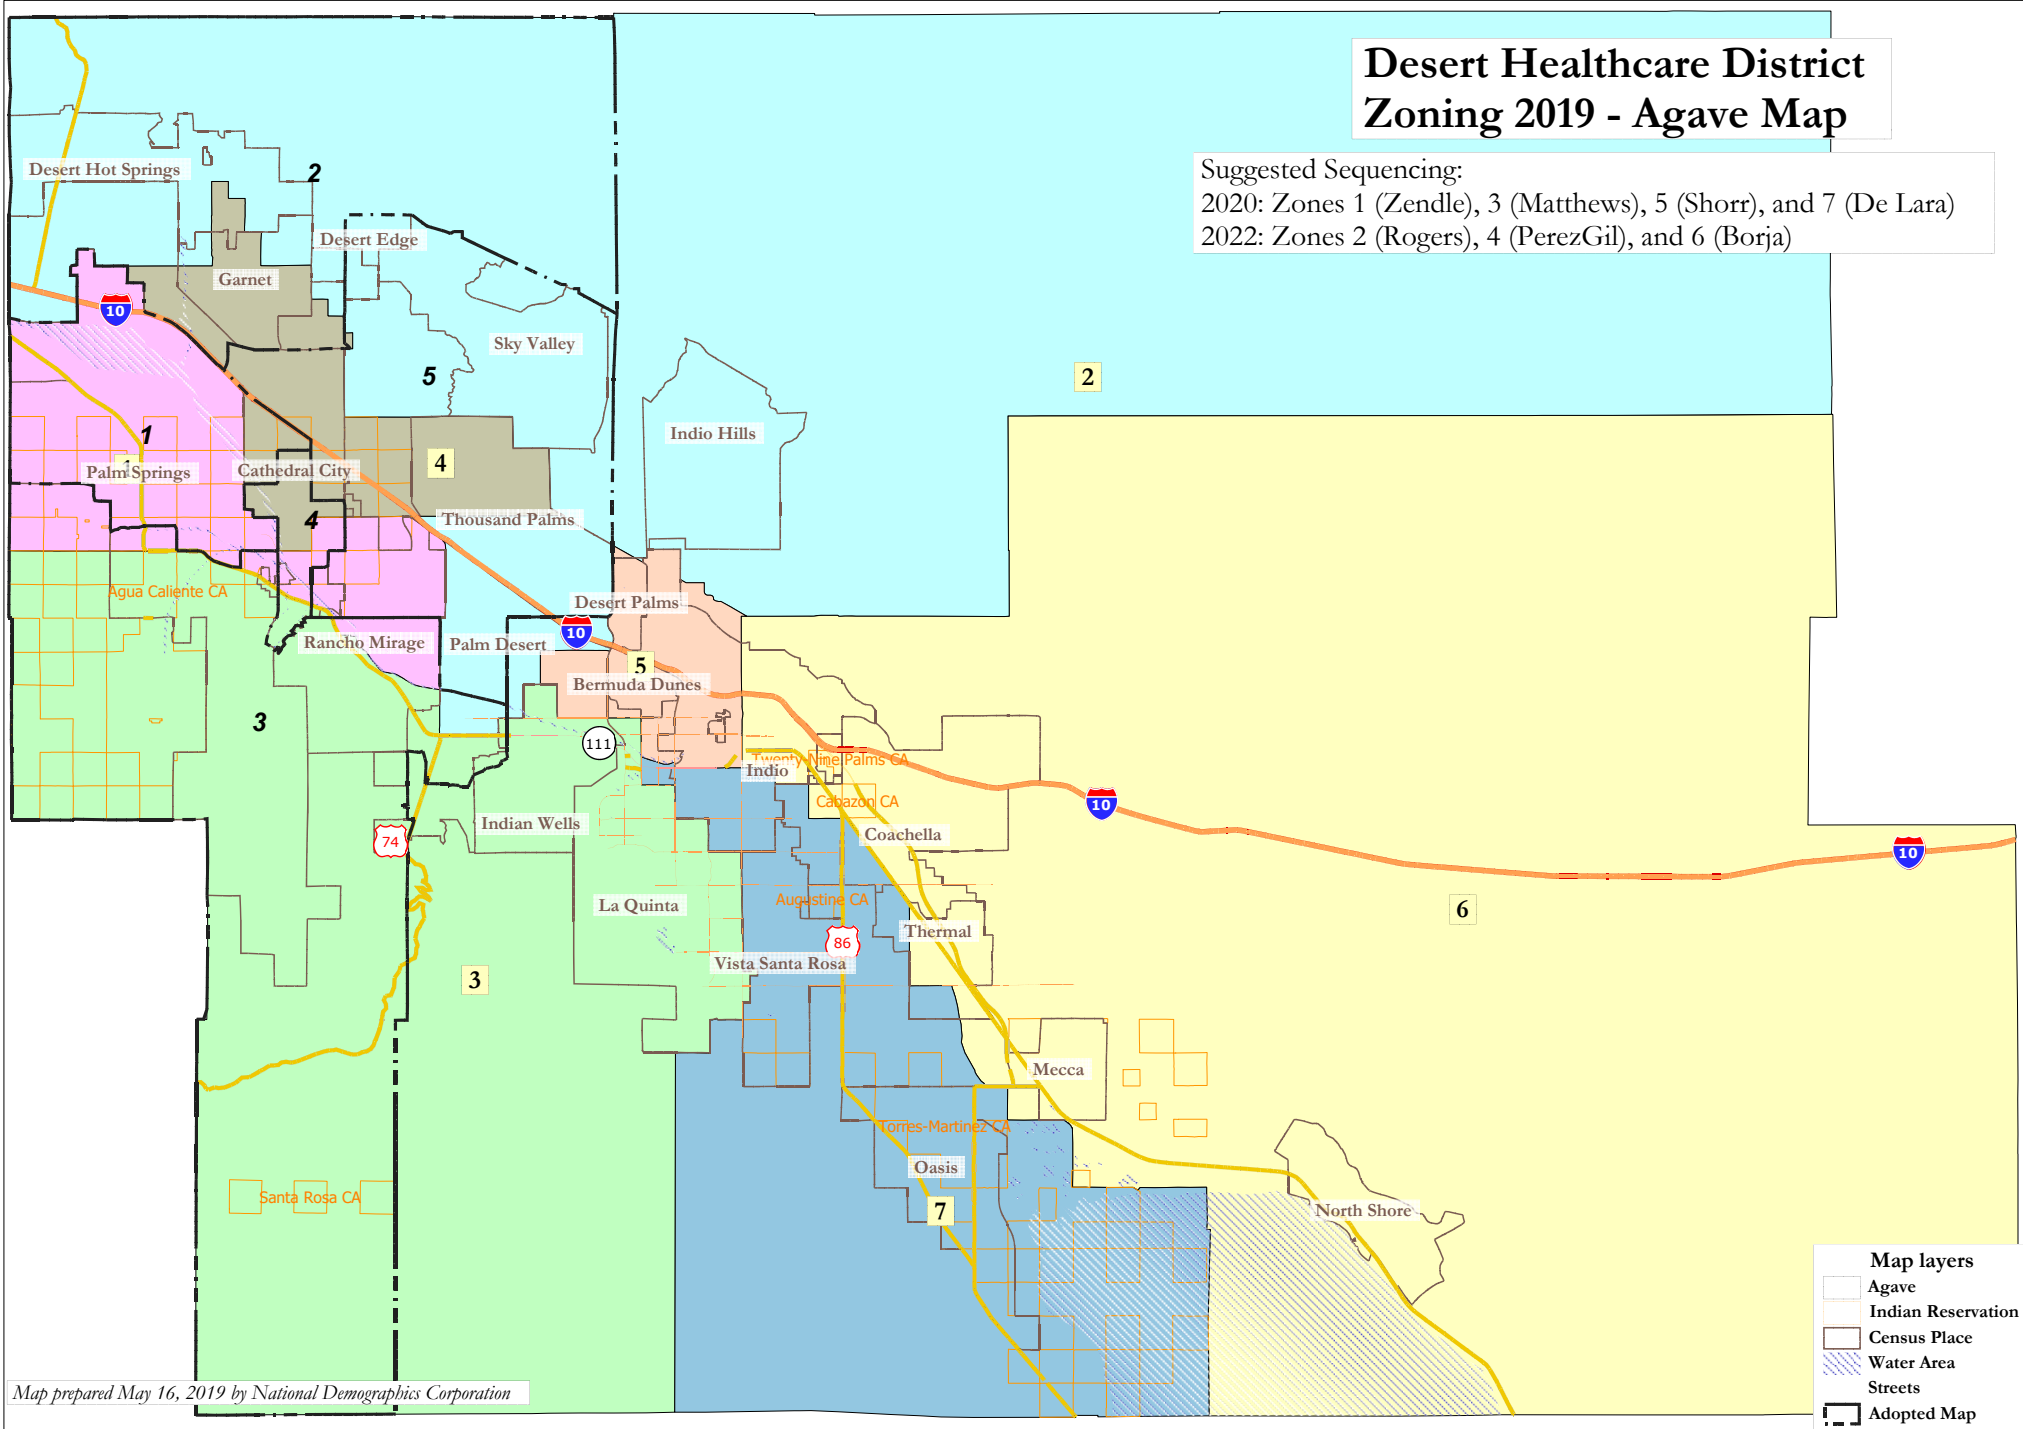 Desert Healthcare District
Zoning 2019 - Agave Map
Suggested Sequencing:
2020: Zones 1 (Zendle), 3 (Matthews), 5 (Shorr), and 7 (De Lara)
2022: Zones 2 (Rogers), 4 (PerezGil), and 6 (Borja)
Desert Hot Springs
2
Desert Edge
Garnet
10
Sky Valley
5
2
Indio Hills
1
4
Palm Springs
Cathedral City
4
Thousand Palms
Agua Caliente CA
Desert Palms
10
Rancho Mirage
Palm Desert
5
Bermuda Dunes
3
111
Twenty-Nine Palms CA
Indio
Cabazon CA
10
Indian Wells
Coachella
74
10
La Quinta
Augustine CA
6
Thermal
86
Vista Santa Rosa
3
Mecca
Torres-Martinez CA
Oasis
Santa Rosa CA
7
North Shore
Map layers
Agave
Indian Reservation
Census Place
Water Area
Streets
Adopted Map
Map prepared May 16, 2019 by National Demographics Corporation